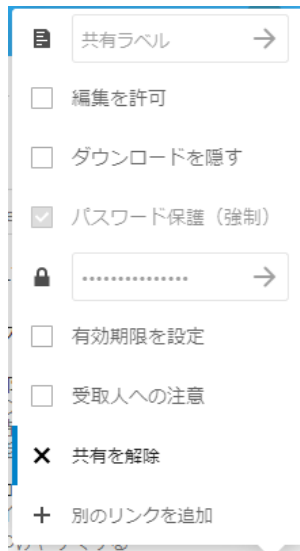 共有ラベル
編集を許可
ダウンロードを隠す
パスワード保護（強制）
...............
有効期限を設定
受取人への注意
共有を解除
別のリンクを追加